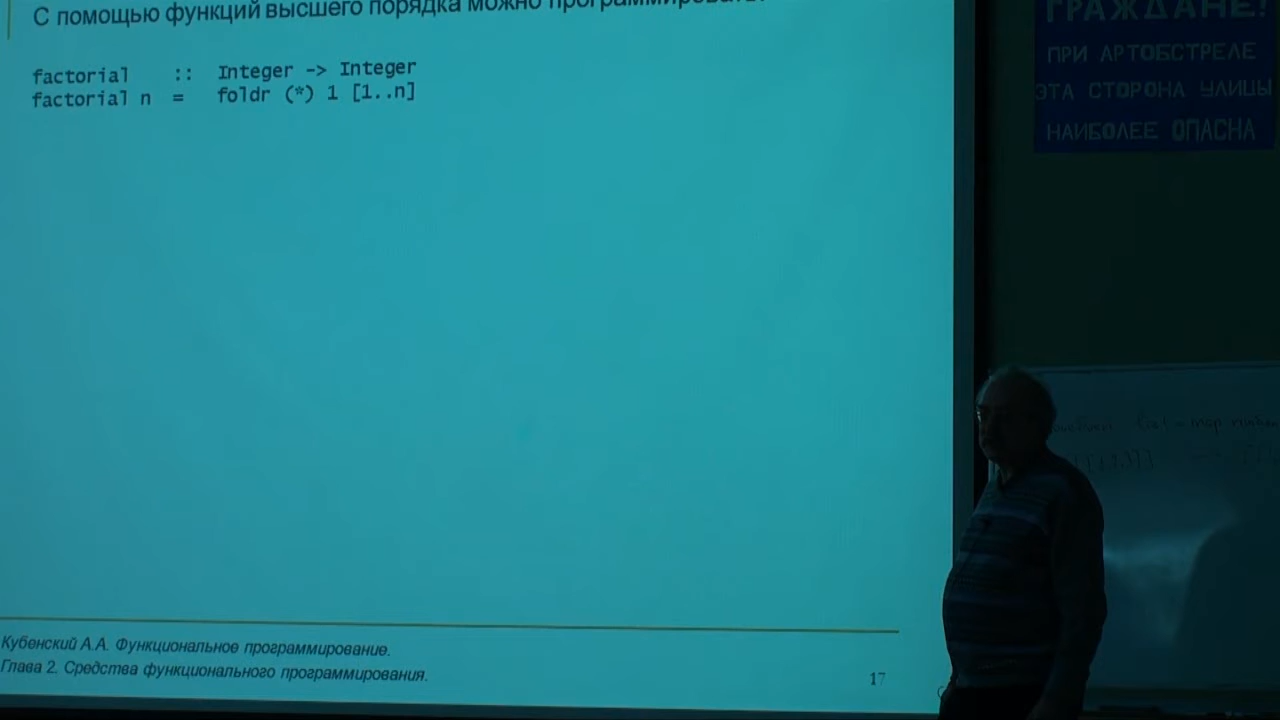 С помощью функций высшего порядка можно программировать
factorial :: Integer -> Integer
factorial n = foldr (*) 1 [1..n]
Кубенский А.А. Функциональное программирование.
Глава 2. Средства функционального программирования.
17
ГРАЖДАНЕ!
ПРИ АРТОБСТРЕЛЕ
ЭТА СТОРОНА УЛИЦЫ
НАИБОЛЕЕ ОПАСНА